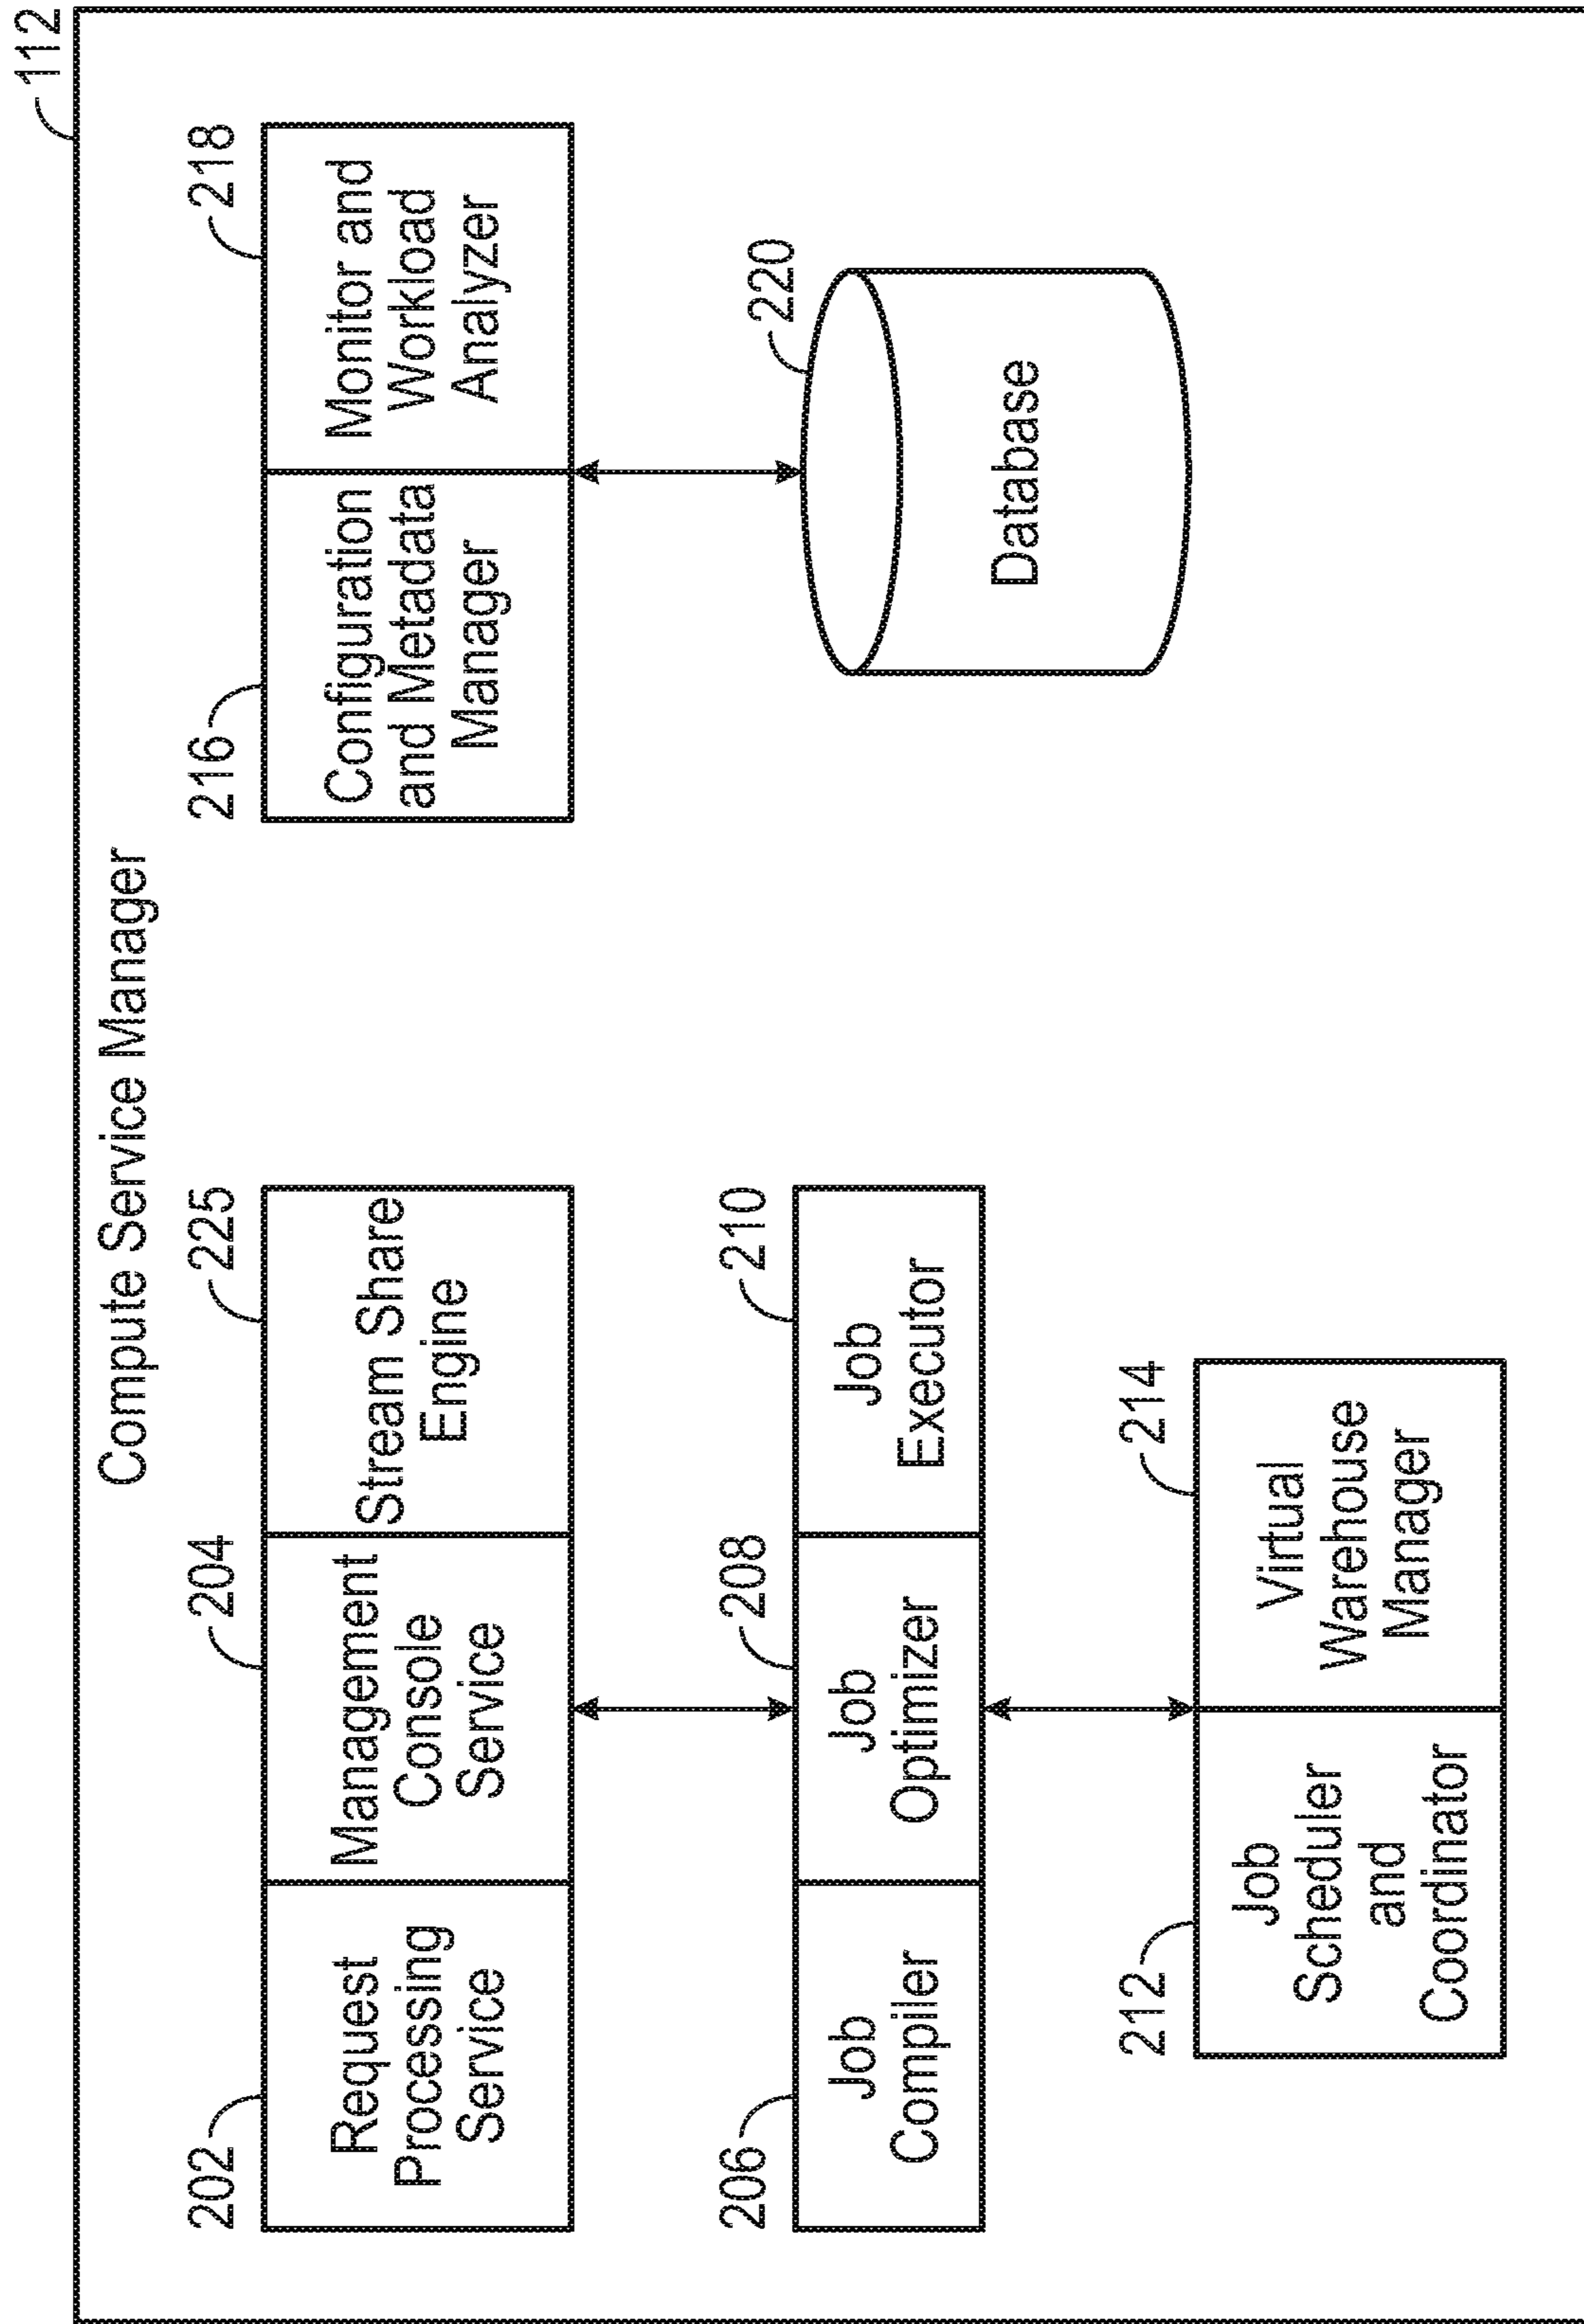 112
Compute Service Manager
202
204
225
216
218
Request
Processing
Service
Management
Console
Service
Stream Share
Engine
Configuration
and Metadata
Manager
Monitor and
Workload
Analyzer
206
208
210
220
Job
Compiler
Job
Optimizer
Job
Executor
Database
212
214
Job
Scheduler
and
Coordinator
Virtual
Warehouse
Manager